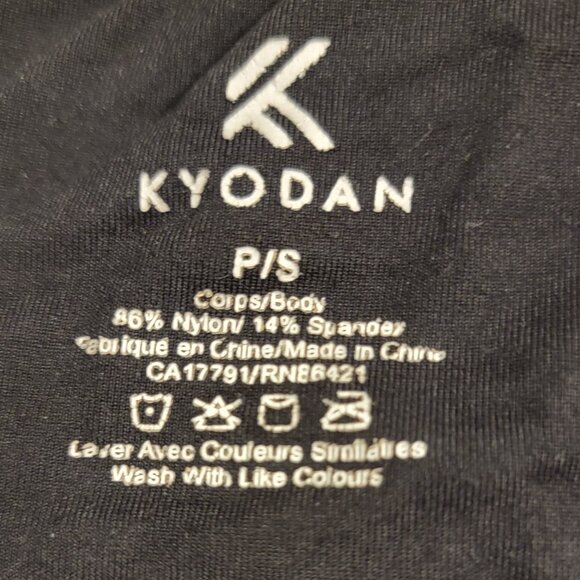 KYODAN
P/S
Corps/Body
86% Nylon/ 14% Spandex
Fabrique en Chine/Made in China
CA17791/RN86421
Laver Avec Couleurs Similaires
Wash With Like Colours